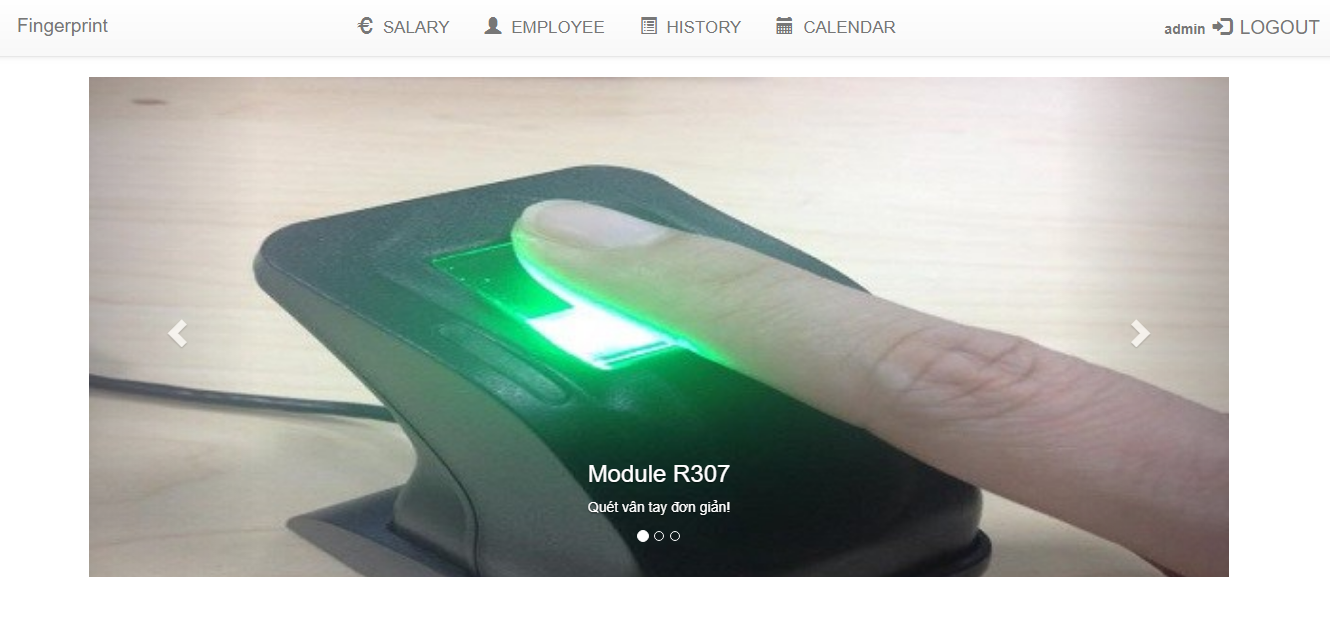 Fingerprint
SALARY EMPLOYEE HISTORY CALENDAR
admin LOGOUT
Module R307
Quét vân tay đơn giản!